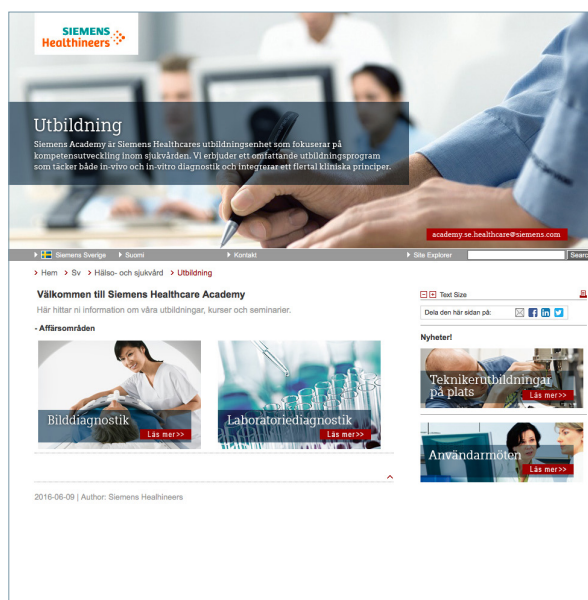 SIEMENS
Healthineers
Utbildning
Siemens Academy är Siemens Healthcares utbildningsenhet som fokuserar på
kompetensutveckling inom sjukvården. Vi erbjuder ett omfattande utbildningsprogram
som täcker både in-vivo och in-vitro diagnostik och integrerar ett flertal kliniska principer.
academy.se.healthcare@siemens.com
Siemens Sverige Suomi Kontakt Site Explorer Searc
Hem Sv Hälso- och sjukvård Utbildning
Välkommen till Siemens Healthcare Academy
Här hittar ni information om våra utbildningar, kurser och seminarier.
- Affärsområden
Bilddiagnostik
Läs mer>>
Laboratoriediagnostik
Läs mer>>
2016-06-09 | Author: Siemens Healhineers
Text Size
Dela den här sidan på:
Nyheter!
Teknikerutbildningar
på plats
Läs mer>>
Användarmöten
Läs mer>>